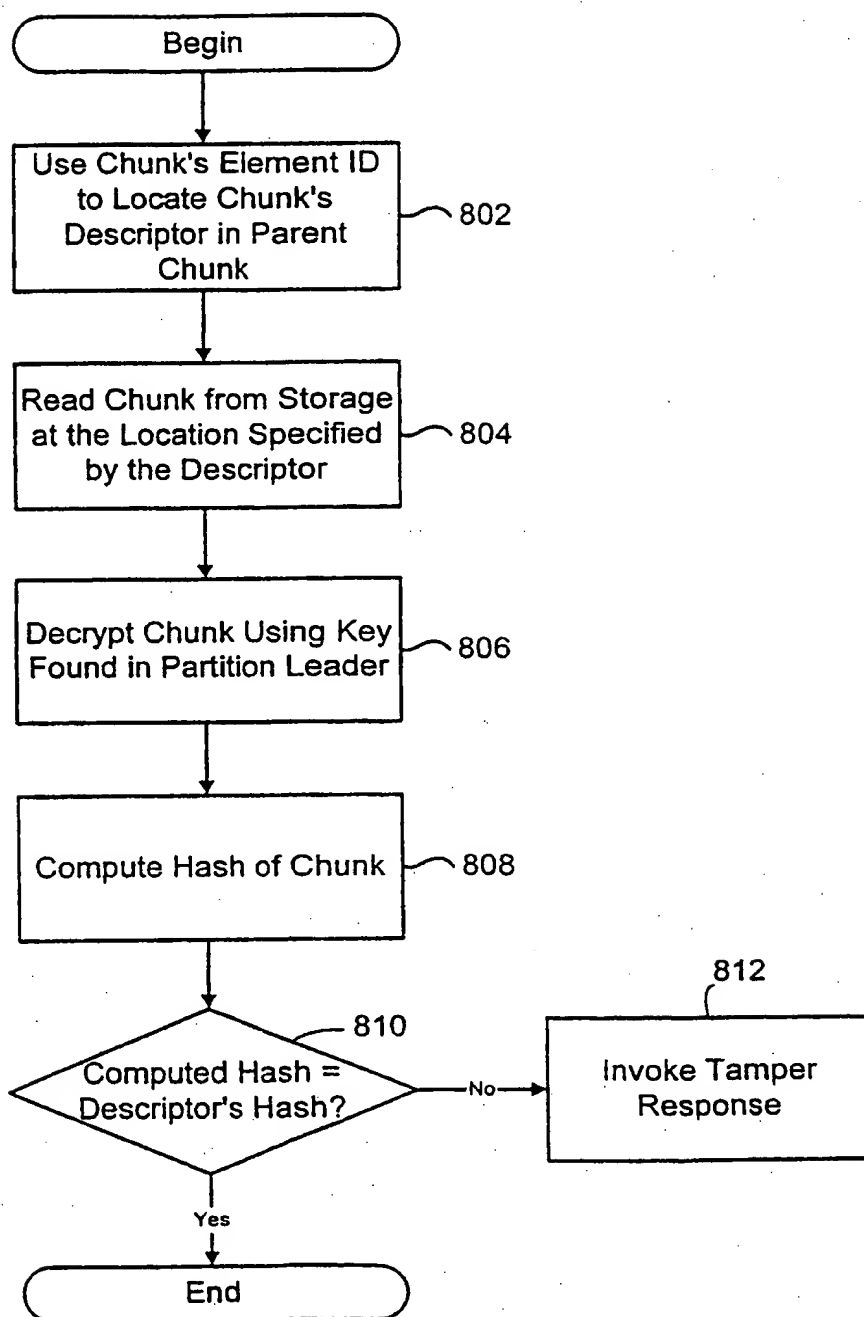 Begin
Use Chunk's Element ID
to Locate Chunk's
Descriptor in Parent
Chunk
802
Read Chunk from Storage
at the Location Specified
by the Descriptor
804
Decrypt Chunk Using Key
Found in Partition Leader
806
Compute Hash of Chunk
808
810
Computed Hash =
Descriptor's Hash?
No
812
Invoke Tamper
Response
Yes
End